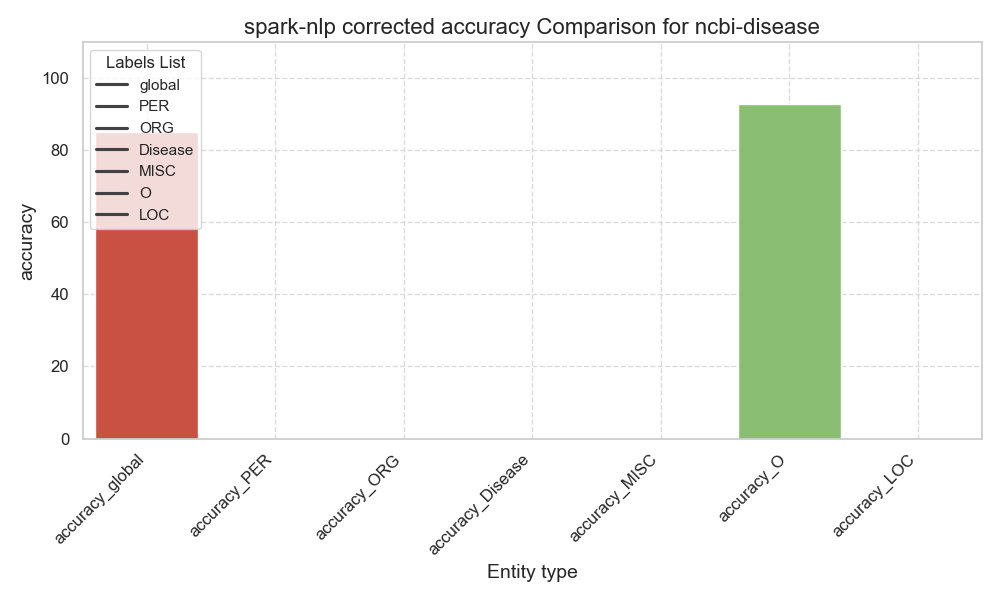 spark-nlp corrected accuracy Comparison for ncbi-disease
Labels List
global
PER
ORG
Disease
MISC
O
LOC
100
80
60
40
20
0
accuracy
accuracy_global
accuracy_PER
accuracy_ORG
accuracy_Disease
accuracy_MISC
accuracy_O
accuracy_LOC
Entity type